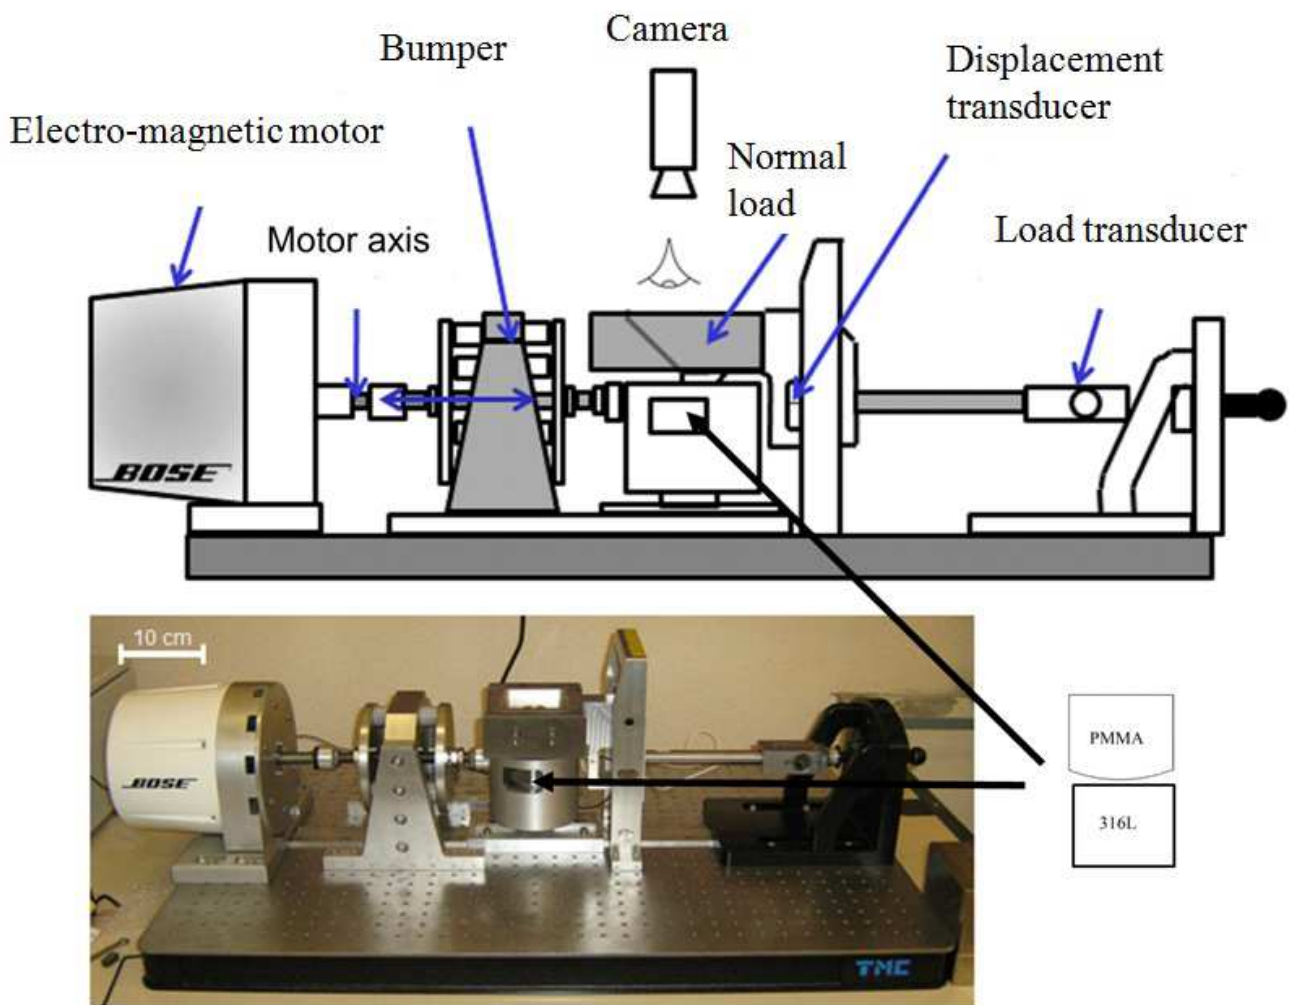 Camera
Bumper
Displacement
transducer
Electro-magnetic motor
Normal
load
Motor axis
Load transducer
BOSE
10 cm
PMMA
BOSE
316L
TMC